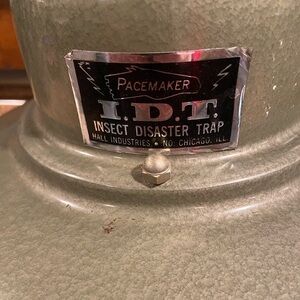 PACEMAKER
I.D.T.
INSECT DISASTER TRAP
HALL INDUSTRIES • NO. CHICAGO, ILL